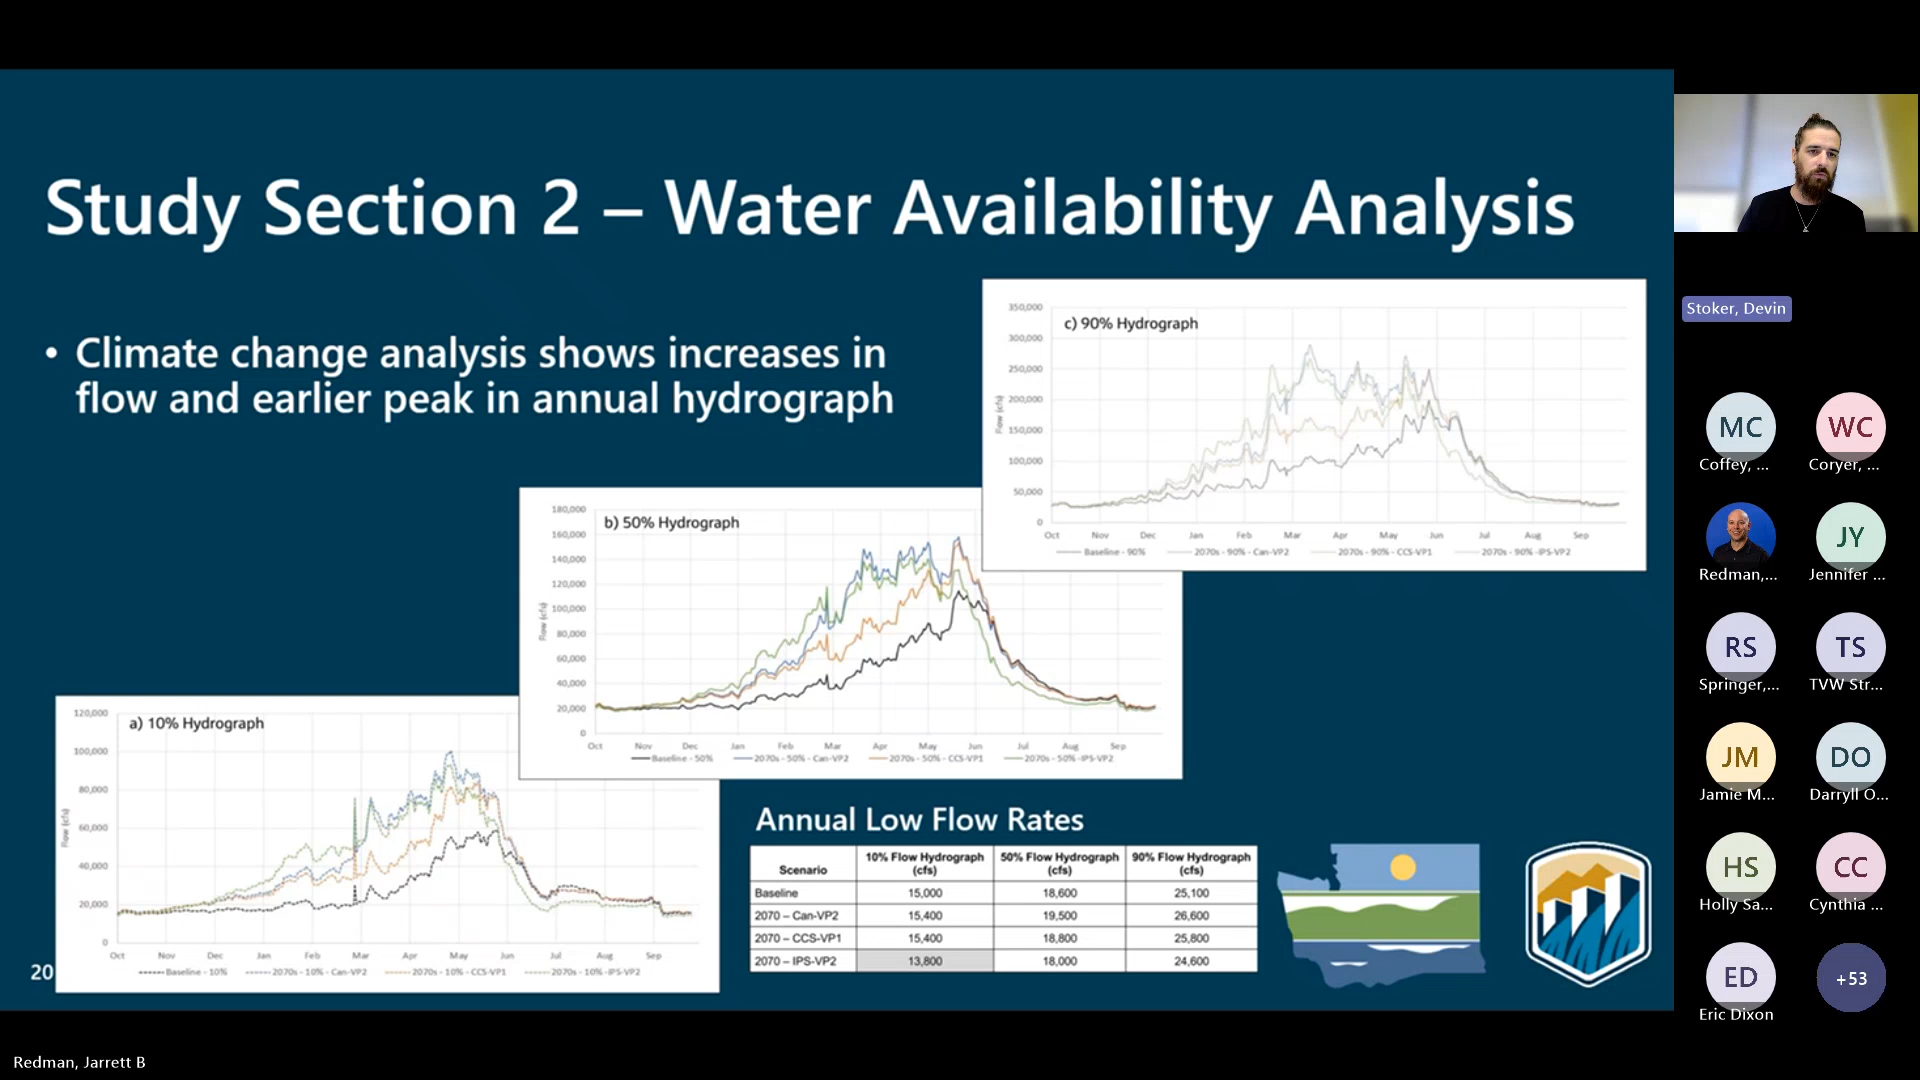 Study Section 2 – Water Availability Analysis
• Climate change analysis shows increases in
flow and earlier peak in annual hydrograph
c) 90% Hydrograph
350,000
300,000
250,000
200,000
150,000
100,000
50,000
0
Flow (cfs)
Oct Nov Dec Jan Feb Mar Apr May Jun Jul Aug Sep
Baseline - 90% 2070s - 90% - Can-VP2 2070s - 90% - CCS-VP1 2070s - 90% -IPS-VP2
b) 50% Hydrograph
180,000
160,000
140,000
120,000
100,000
80,000
60,000
40,000
20,000
0
Flow (cfs)
Oct Nov Dec Jan Feb Mar Apr May Jun Jul Aug Sep
Baseline - 50% 2070s - 50% - Can-VP2 2070s - 50% - CCS-VP1 2070s - 50% -IPS-VP2
a) 10% Hydrograph
120,000
100,000
80,000
60,000
40,000
20,000
0
Flow (cfs)
Oct Nov Dec Jan Feb Mar Apr May Jun Jul Aug Sep
Baseline - 10% 2070s - 10% - Can-VP2 2070s - 10% - CCS-VP1 2070s - 10% -IPS-VP2
Annual Low Flow Rates
Scenario 10% Flow Hydrograph (cfs) 50% Flow Hydrograph (cfs) 90% Flow Hydrograph (cfs)
Baseline 15,000 18,600 25,100
2070 – Can-VP2 15,400 19,500 26,600
2070 – CCS-VP1 15,400 18,800 25,800
2070 – IPS-VP2 13,800 18,000 24,600
20
Stoker, Devin
MC WC
Coffey, ... Coryer, ...
JY
Redman,... Jennifer ...
RS TS
Springer,... TVW Str...
JM DO
Jamie M... Darryll O...
HS CC
Holly Sa... Cynthia ...
ED +53
Eric Dixon
Redman, Jarrett B